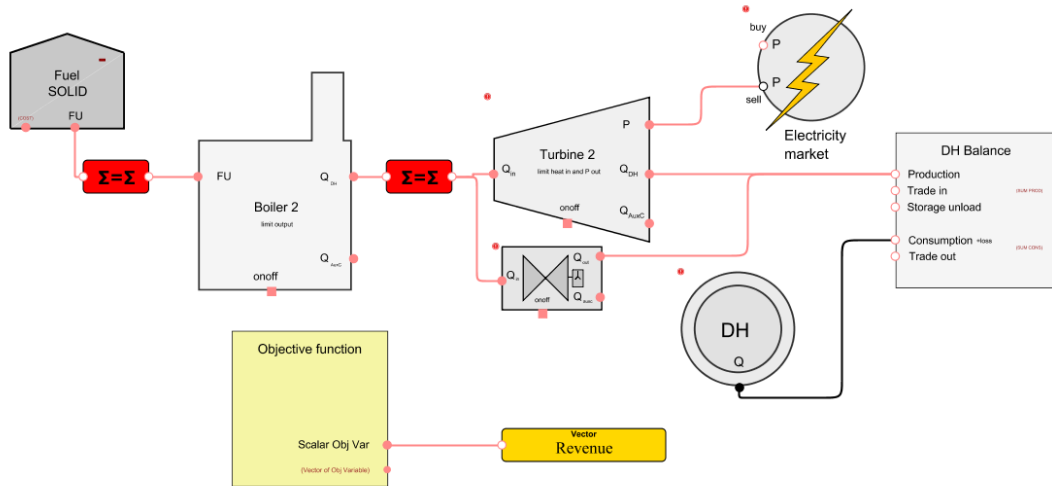 Fuel
SOLID
(COST)
FU
Σ=Σ
FU
Q DH
Boiler 2
limit output
Q AuxC
onoff
Σ=Σ
P
Turbine 2
limit heat in and P out
Q in
Q DH
onoff
Q AuxC
Q in
Q out
onoff
Q auxc
buy
P
P
sell
Electricity
market
DH Balance
Production
Trade in
(SUM PROD)
Storage unload
Consumption +loss
(SUM CONS)
Trade out
DH
Q
Objective function
Scalar Obj Var
(Vector of Obj Variable)
Vector
Revenue